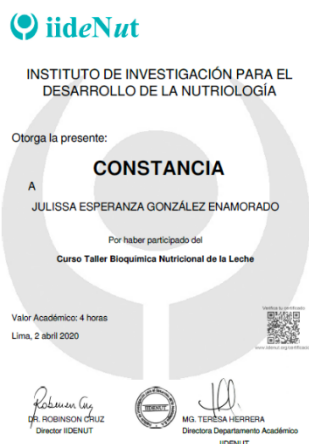 iideNut
INSTITUTO DE INVESTIGACIÓN PARA EL
DESARROLLO DE LA NUTRIOLOGÍA
Otorga la presente:
CONSTANCIA
A
JULISSA ESPERANZA GONZÁLEZ ENAMORADO
Por haber participado del
Curso Taller Bioquímica Nutricional de la Leche
Valor Académico: 4 horas
Lima, 2 abril 2020
DR. ROBINSON CRUZ
Director IIDENUT
IIDENUT
MG. TERESA HERRERA
Directora Departamento Académico
IIDENUT